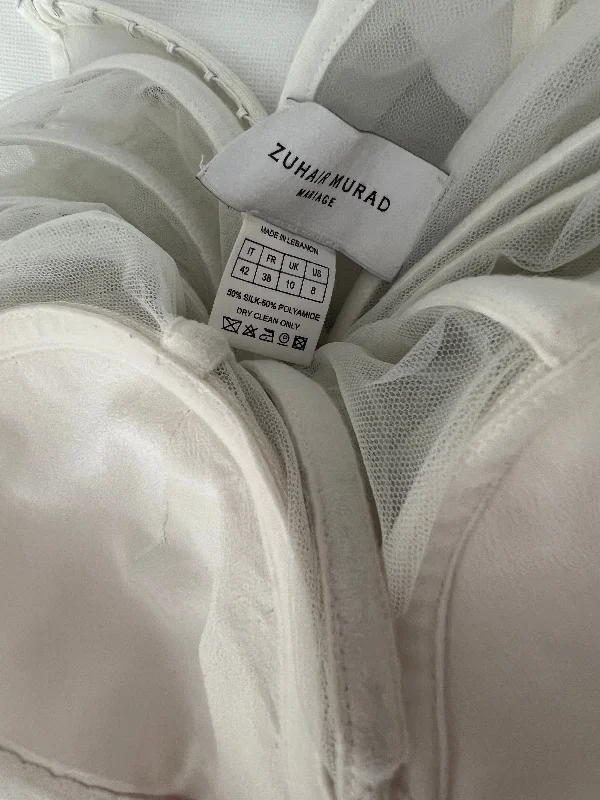 ZUHAIR MURAD
MARIAGE
MADE IN LEBANON
IT FR UK US
42 38 10 8
50% SILK-50% POLYAMIDE
DRY CLEAN ONLY